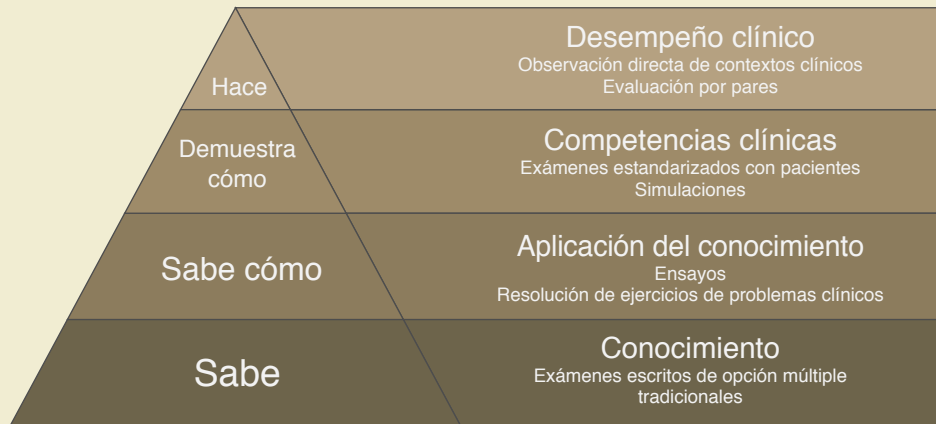 Hace
Desempeño clínico
Observación directa de contextos clínicos
Evaluación por pares
Demuestra
cómo
Competencias clínicas
Exámenes estandarizados con pacientes
Simulaciones
Sabe cómo
Aplicación del conocimiento
Ensayos
Resolución de ejercicios de problemas clínicos
Sabe
Conocimiento
Exámenes escritos de opción múltiple
tradicionales